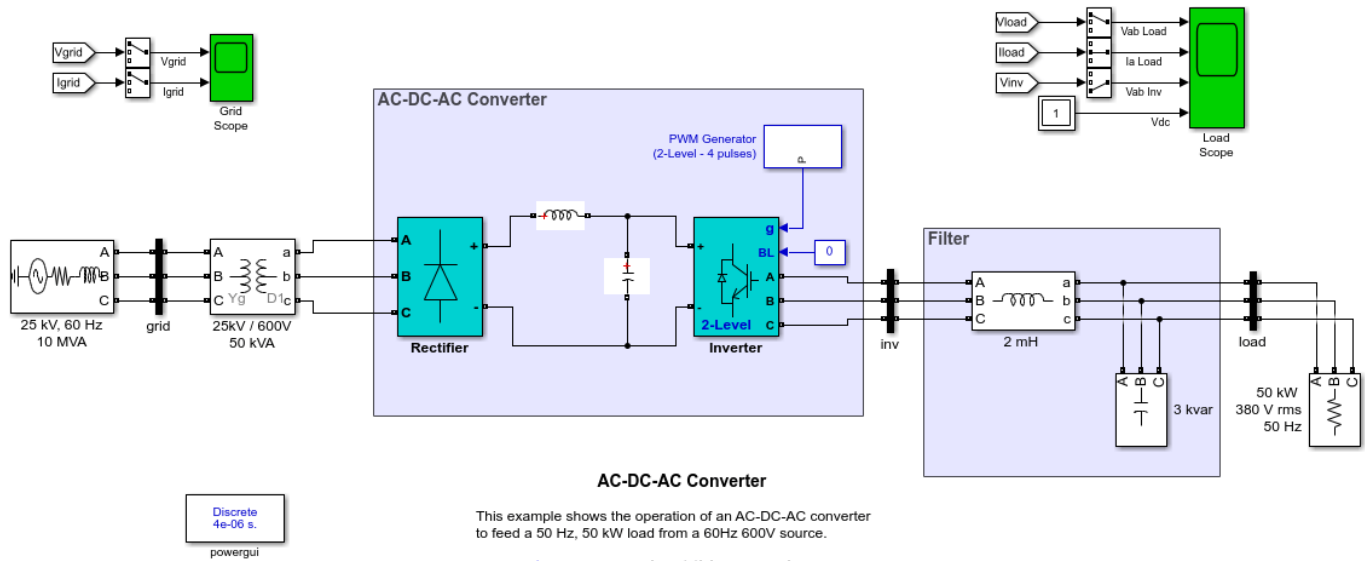 Vgrid
Vgrid
Igrid
Igrid
Grid
Scope
Vload
Vab Load
Iload
Ia Load
Vinv
Vab Inv
1
Vdc
Load
Scope
AC-DC-AC Converter
PWM Generator
(2-Level - 4 pulses)
P
A
B
C
25 kV, 60 Hz
10 MVA
grid
A
B
C
a
b
c
Yg
D1
25kV / 600V
50 kVA
A
B
C
+
-
Rectifier
+
+
+
-
g
BL
A
B
C
2-Level
Inverter
0
inv
Filter
A
B
C
a
b
c
2 mH
A B C
3 kvar
load
A B C
50 kW
380 V rms
50 Hz
Discrete
4e-06 s.
powergui
AC-DC-AC Converter
This example shows the operation of an AC-DC-AC converter
to feed a 50 Hz, 50 kW load from a 60Hz 600V source.